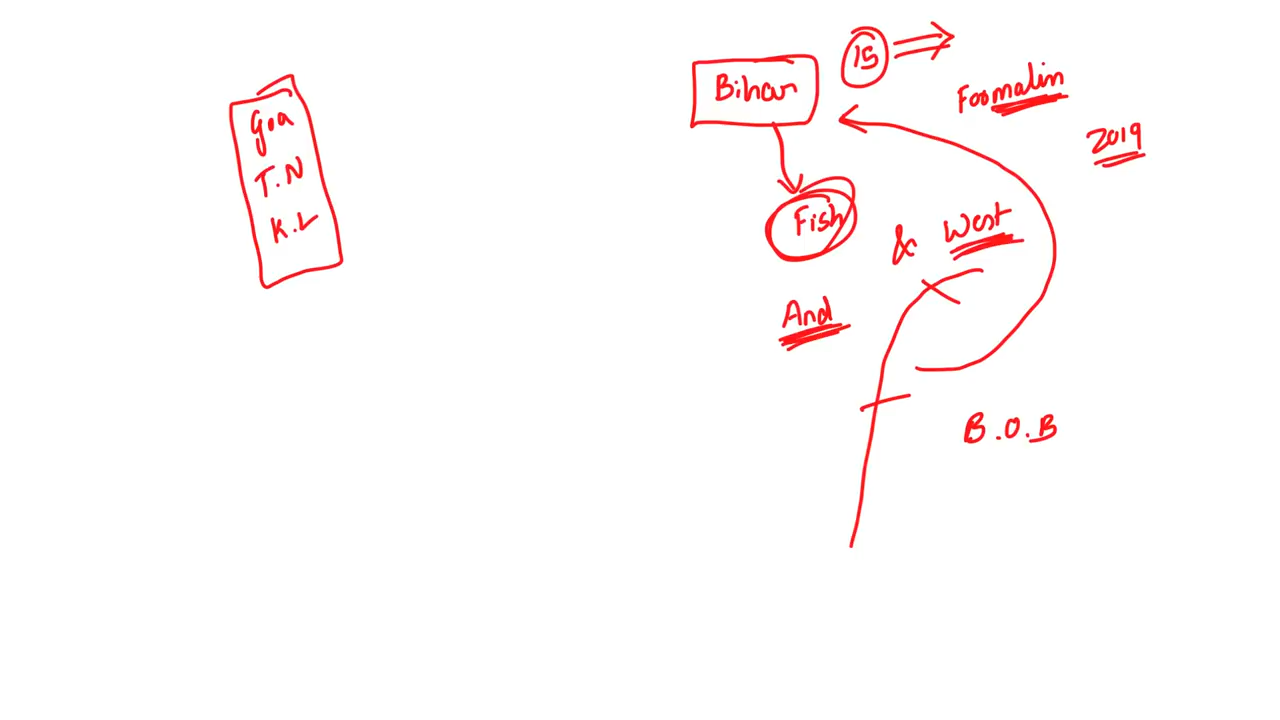 Goa
T.N
K.L
Bihar
15
Formalin
2019
Fish
& West
And
B.O.B